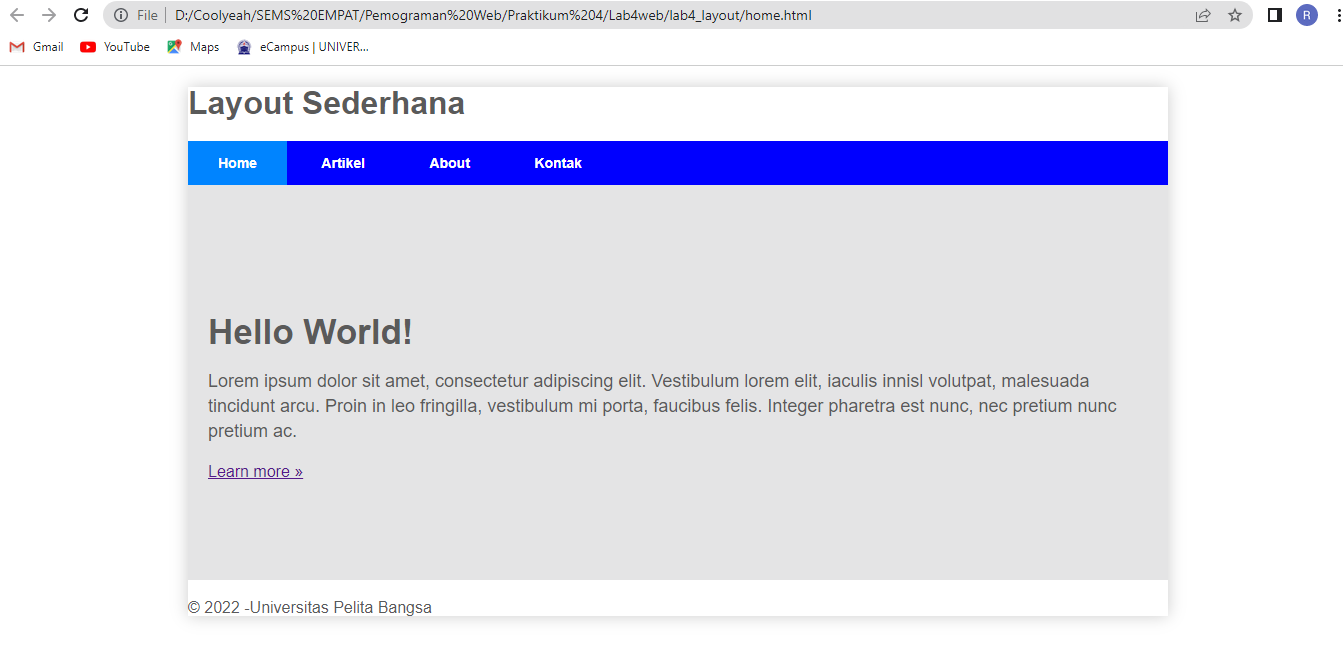 File D:/Coolyeah/SEMS%20EMPAT/Pemograman%20Web/Praktikum%204/Lab4web/lab4_layout/home.html R
Gmail YouTube Maps eCampus | UNIVER...
Layout Sederhana
Home Artikel About Kontak
Hello World!
Lorem ipsum dolor sit amet, consectetur adipiscing elit. Vestibulum lorem elit, iaculis innisl volutpat, malesuada
tincidunt arcu. Proin in leo fringilla, vestibulum mi porta, faucibus felis. Integer pharetra est nunc, nec pretium nunc
pretium ac.
Learn more »
© 2022 -Universitas Pelita Bangsa